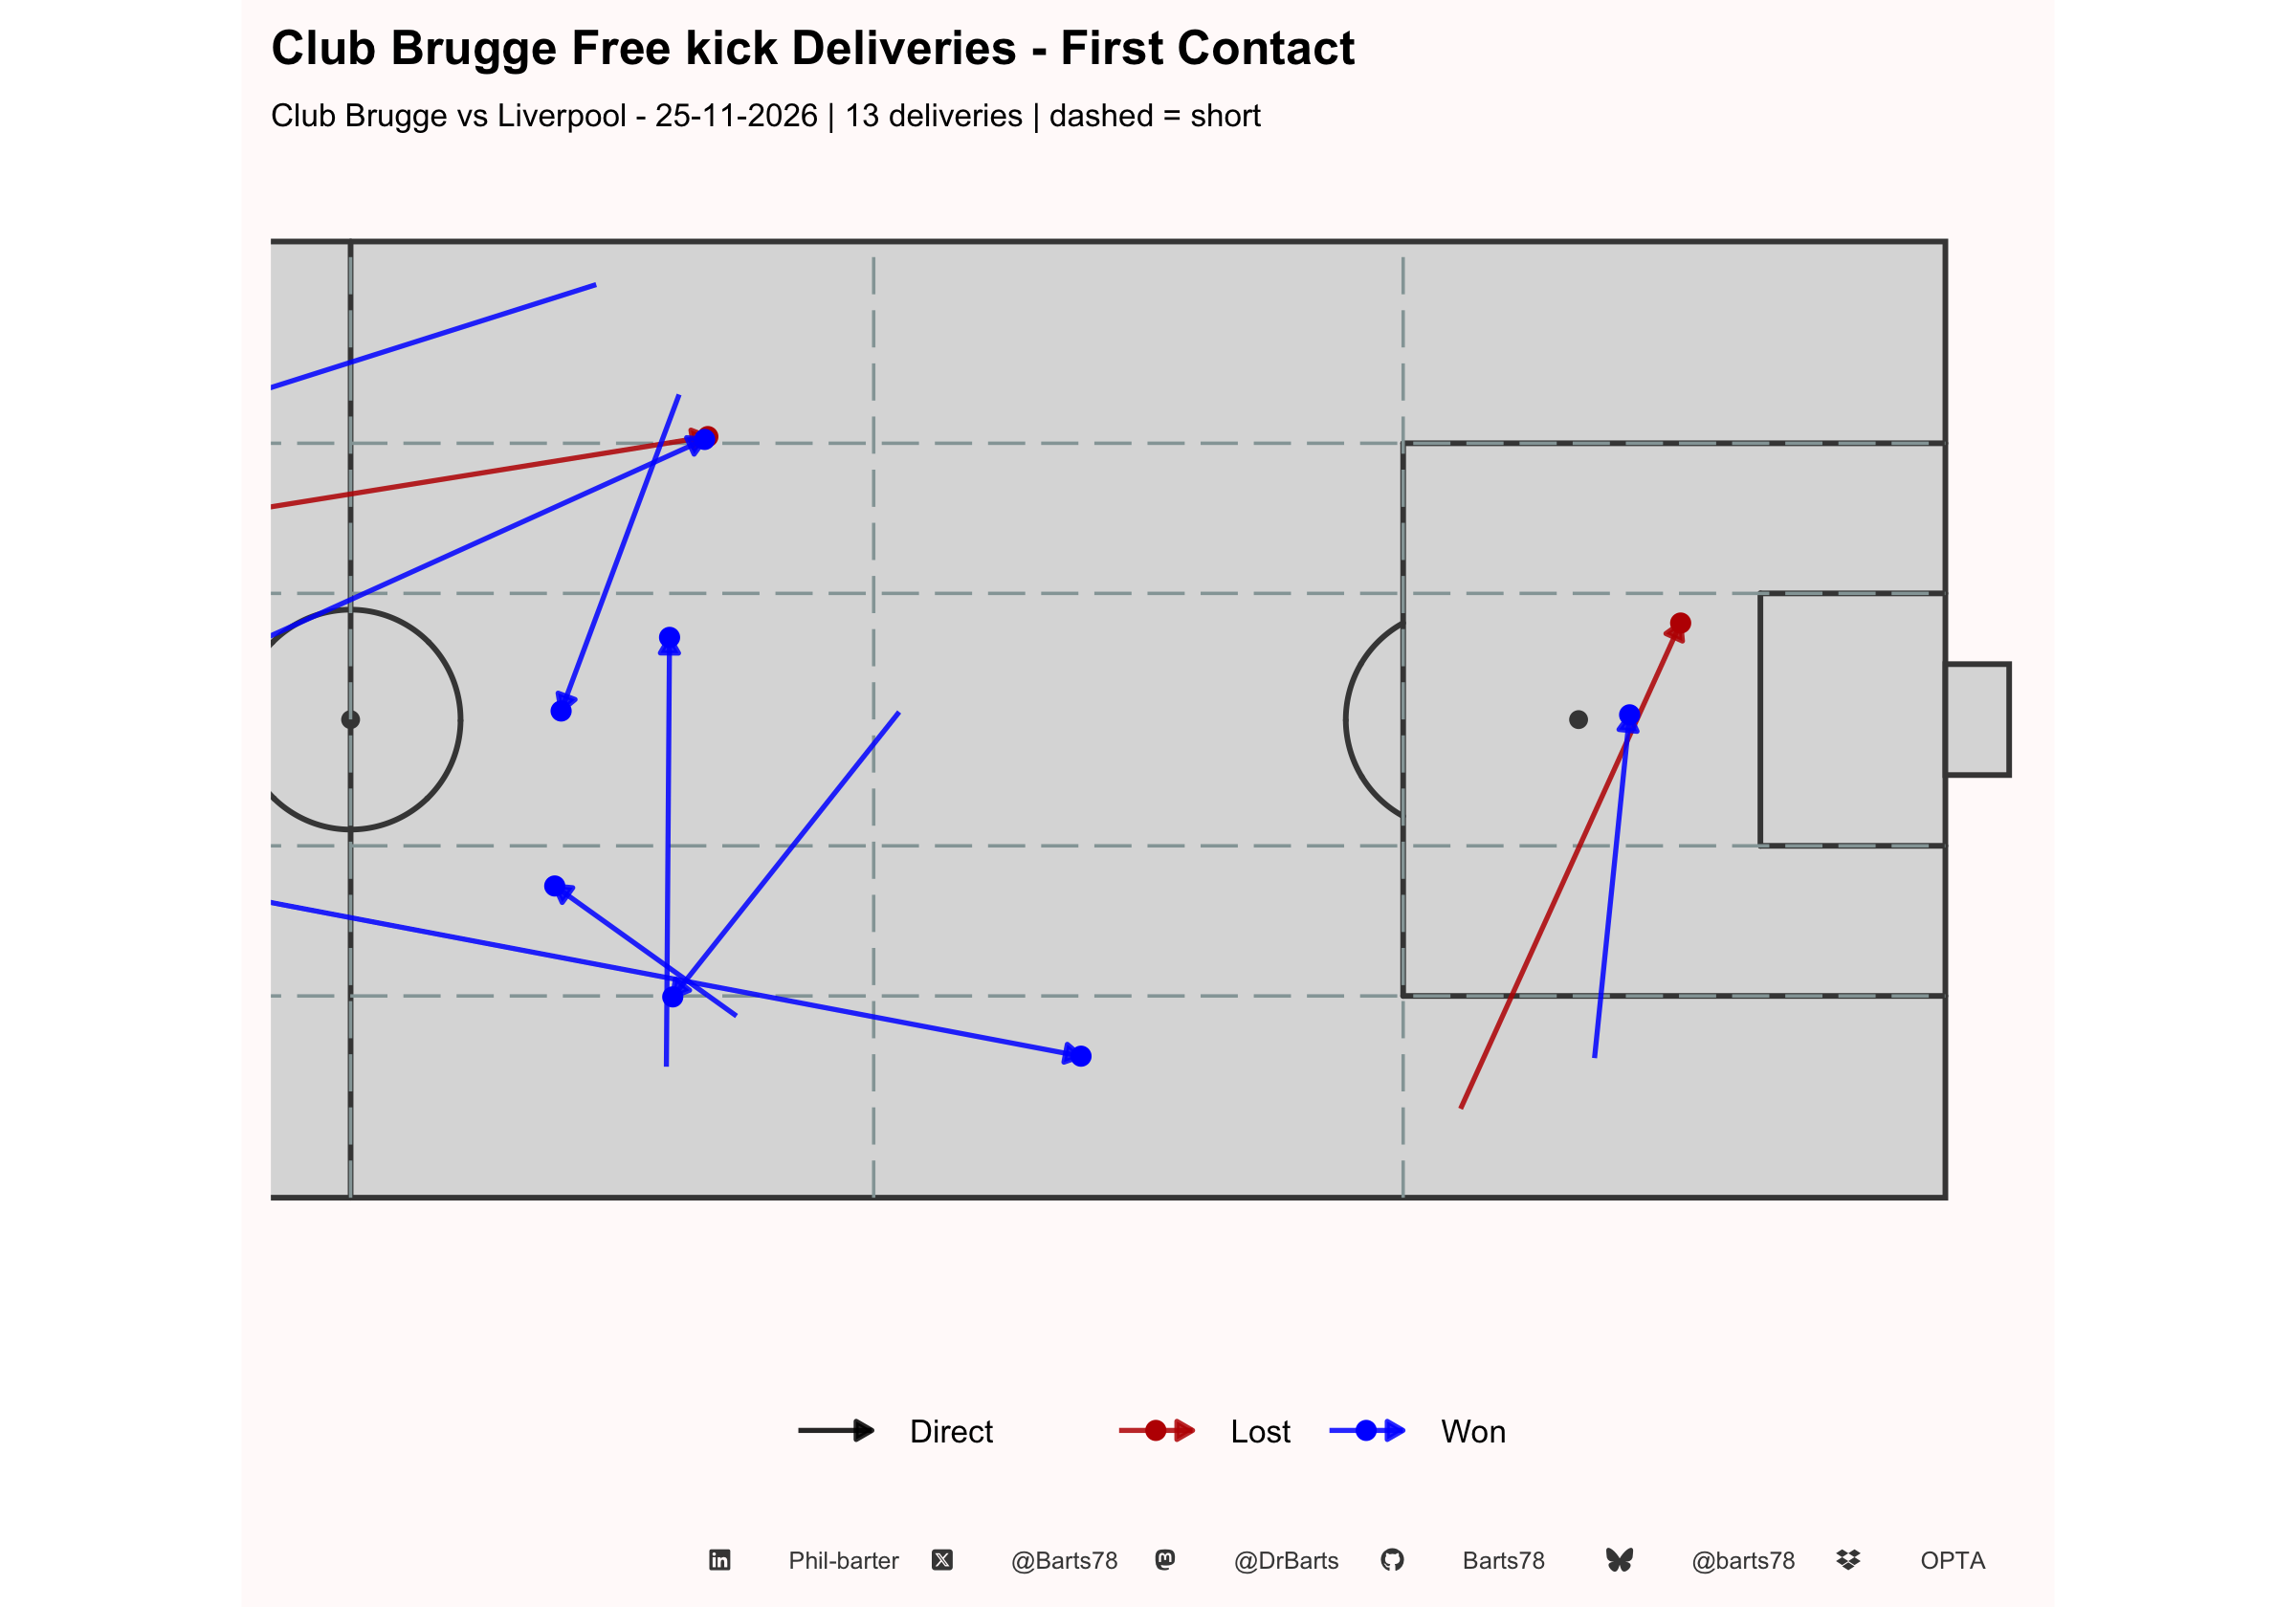 Club Brugge Free kick Deliveries - First Contact
Club Brugge vs Liverpool - 25-11-2026 | 13 deliveries | dashed = short
Direct Lost Won
Phil-barter @Barts78 @DrBarts Barts78 @barts78 OPTA